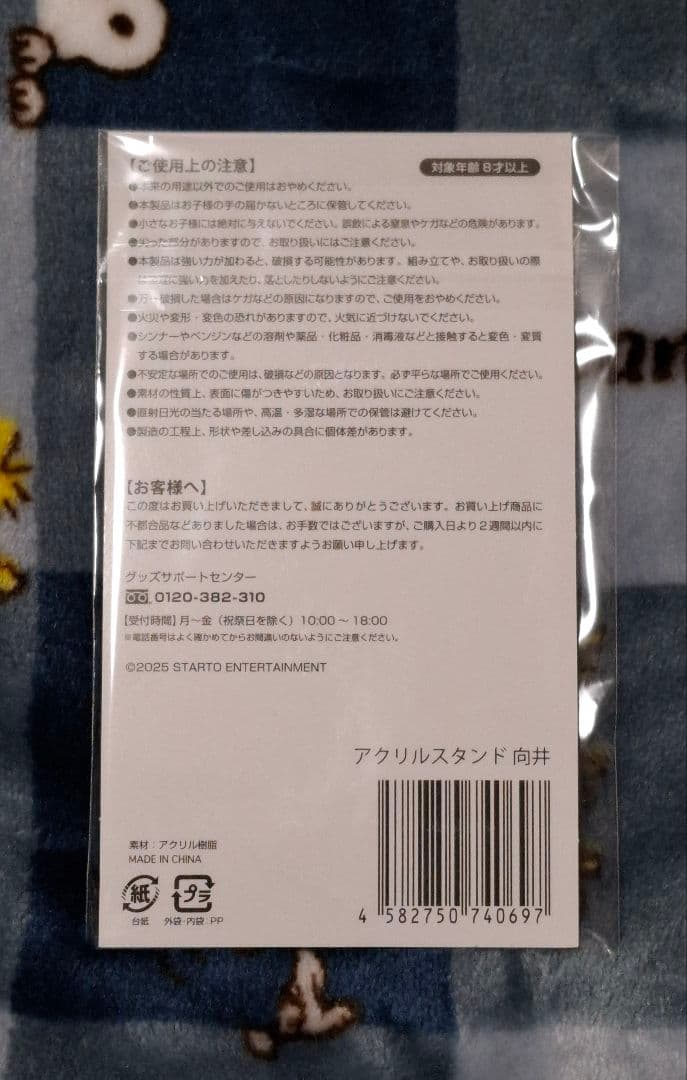 【ご使用上の注意】
対象年齢 8才以上
●本来の用途以外でのご使用はおやめください。
●本製品はお子様の手の届かないところに保管してください。
●小さなお子様には絶対に与えないでください。誤飲による窒息やケガなどの危険があります。
●尖った部分がありますので、お取り扱いにはご注意ください。
●本製品は強い力が加わると、破損する可能性があります。組み立てや、お取り扱いの際
に強い力を加えたり、落としたりしないようにご注意ください。
●万一破損した場合はケガなどの原因になりますので、ご使用をおやめください。
●火災や変形・変色の恐れがありますので、火気に近づけないでください。
●シンナーやベンジンなどの溶剤や薬品・化粧品・消毒液などと接触すると変色・変質
する場合があります。
●不安定な場所でのご使用は、破損などの原因となります。必ず平らな場所でご使用ください。
●素材の性質上、表面に傷がつきやすいため、お取り扱いにご注意ください。
●直射日光の当たる場所や、高温・多湿な場所での保管は避けてください。
●製造の工程上、形状や差し込みの具合に個体差があります。
【お客様へ】
この度はお買い上げいただきまして、誠にありがとうございます。お買い上げ商品に
不都合品などありました場合は、お手数ではございますが、ご購入日より2週間以内に
下記までお問い合わせいただきますようお願い申し上げます。
グッズサポートセンター
0120-382-310
【受付時間】月～金（祝祭日を除く）10:00～18:00
※電話番号はよく確かめてからお間違いのないようにご注意ください。
©2025 STARTO ENTERTAINMENT
アクリルスタンド 向井
素材：アクリル樹脂
MADE IN CHINA
紙 プラ
台紙 外袋・内袋：PP
4 582750 740697